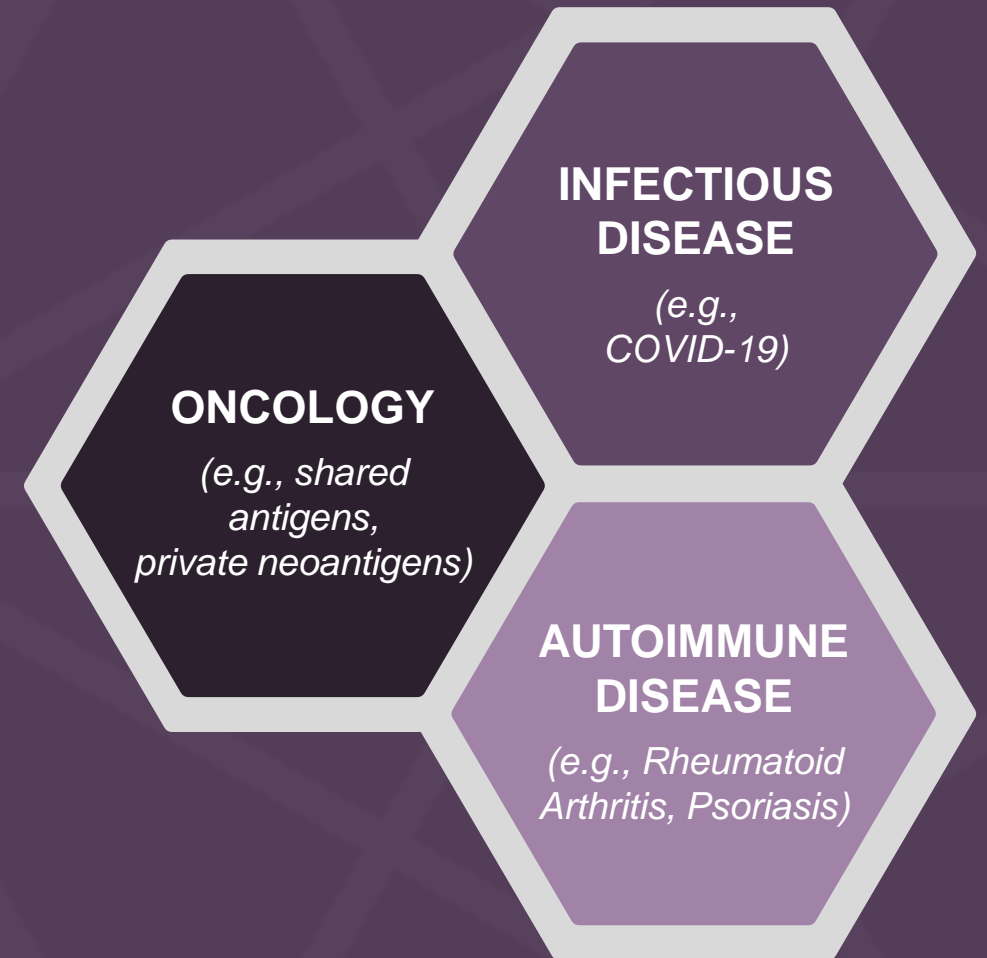 INFECTIOUS
DISEASE
(e.g.,
COVID-19)
ONCOLOGY
(e.g., shared
antigens,
private neoantigens)
AUTOIMMUNE
DISEASE
(e.g., Rheumatoid
Arthritis, Psoriasis)